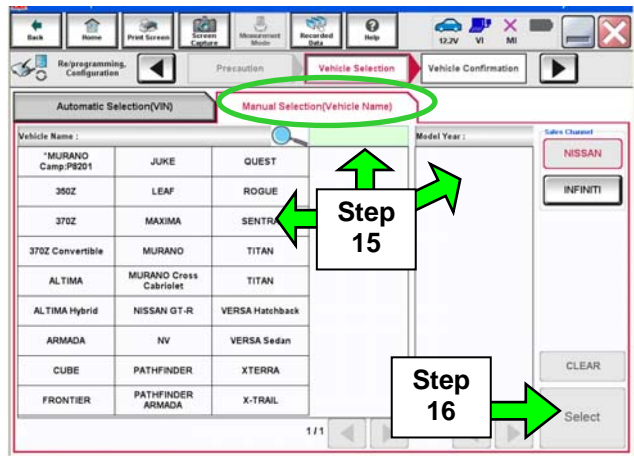 Back
Home
Print Screen
Screen Capture
Measurement Mode
Recorded Data
Help
12.2V
VI
MI
Re/programming, Configuration
Precaution
Vehicle Selection
Vehicle Confirmation
Automatic Selection(VIN)
Manual Selection(Vehicle Name)
Vehicle Name :
Model Year :
Sales Channel
*MURANO Camp:P8201
JUKE
QUEST
NISSAN
350Z
LEAF
ROGUE
INFINITI
370Z
MAXIMA
SENTRA
Step
15
370Z Convertible
MURANO
TITAN
ALTIMA
MURANO Cross Cabriolet
TITAN
ALTIMA Hybrid
NISSAN GT-R
VERSA Hatchback
ARMADA
NV
VERSA Sedan
CUBE
PATHFINDER
XTERRA
CLEAR
FRONTIER
PATHFINDER ARMADA
X-TRAIL
Step
16
Select
1/1